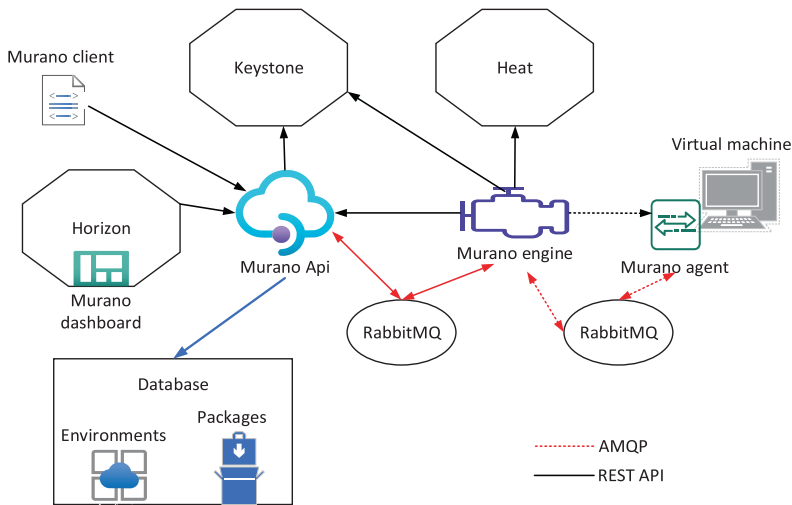 Murano client
Keystone
Heat
Virtual machine
Horizon
Murano
dashboard
Murano Api
Murano engine
Murano agent
RabbitMQ
RabbitMQ
Database
Packages
Environments
AMQP
REST API